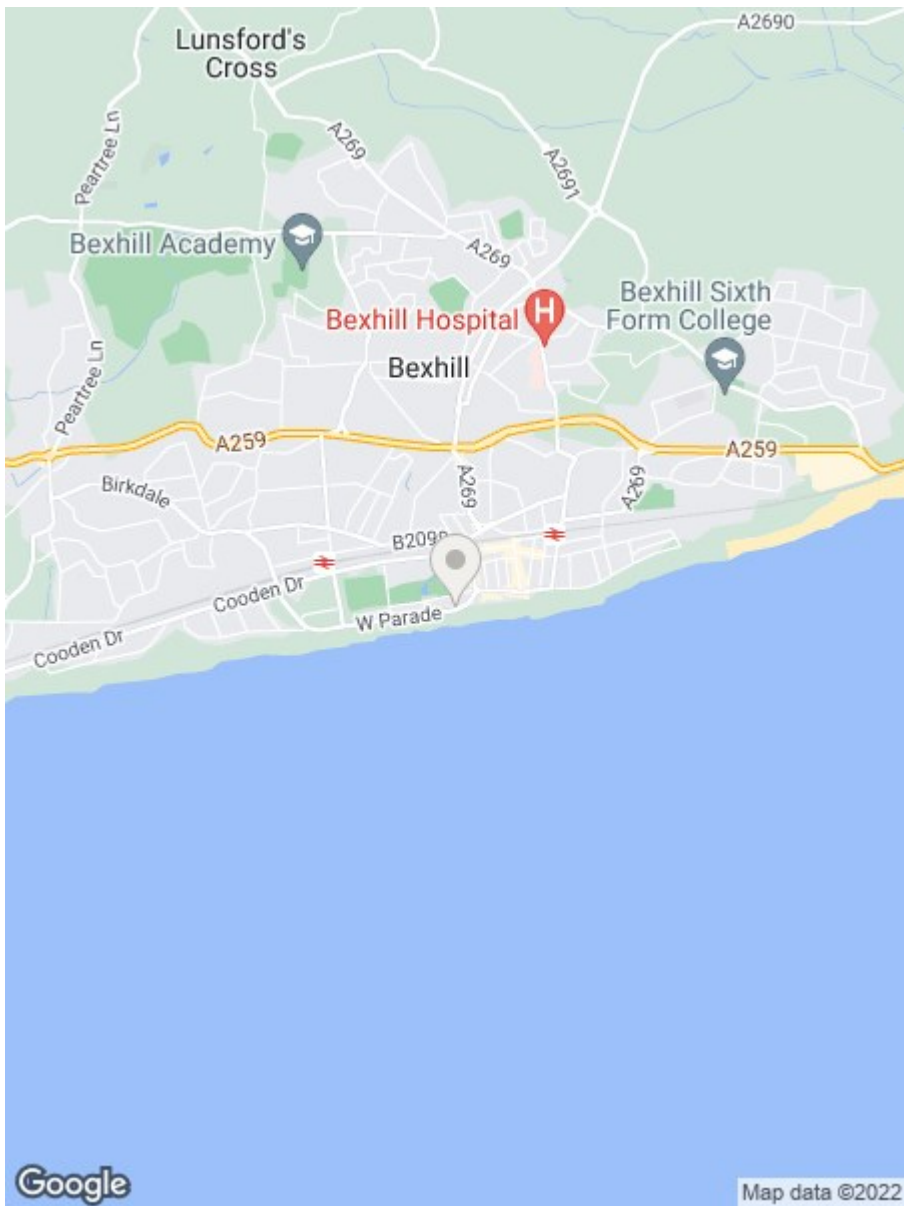 A2690
Lunsford's
Cross
Peartree Ln
A269
A2691
Bexhill Academy
A269
Bexhill Sixth
Form College
Bexhill Hospital
H
Bexhill
Peartree Ln
A259
A259
Birkdale
A269
A269
B209
Cooden Dr
W Parade
Cooden Dr
Google
Map data ©2022